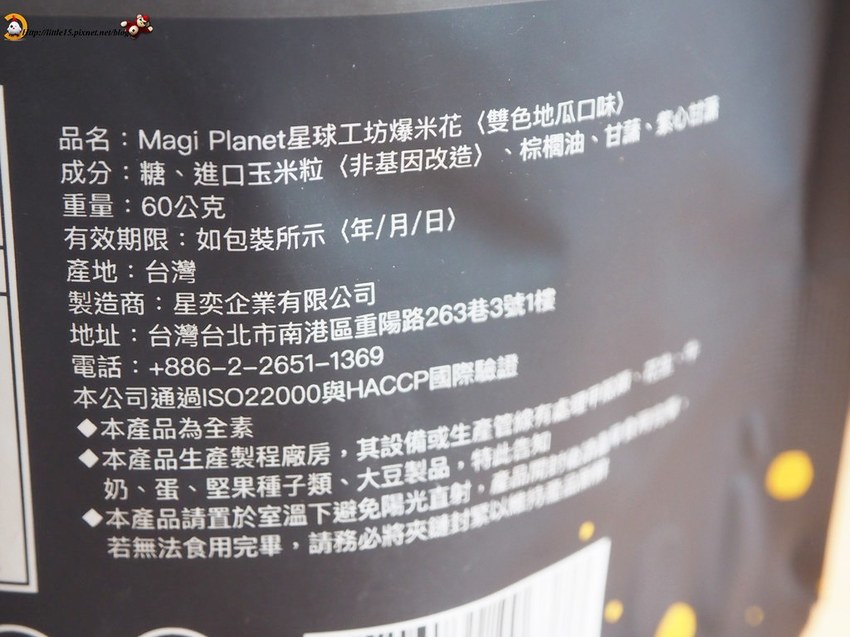 http://little15.pixnet.net/blog
品名：Magi Planet星球工坊爆米花〈雙色地瓜口味〉
成分：糖、進口玉米粒〈非基因改造〉、棕櫚油、甘藷、紫心甘藷
重量：60公克
有效期限：如包裝所示〈年/月/日〉
產地：台灣
製造商：星奕企業有限公司
地址：台灣台北市南港區重陽路263巷3號1樓
電話：+886-2-2651-1369
本公司通過ISO22000與HACCP國際驗證
◆本產品為全素
◆本產品生產製程廠房，其設備或生產管線有處理
奶、蛋、堅果種子類、大豆製品，特此告知
◆本產品請置於室溫下避免陽光直射，產品開封後
若無法食用完畢，請務必將夾鏈封緊以維持產品